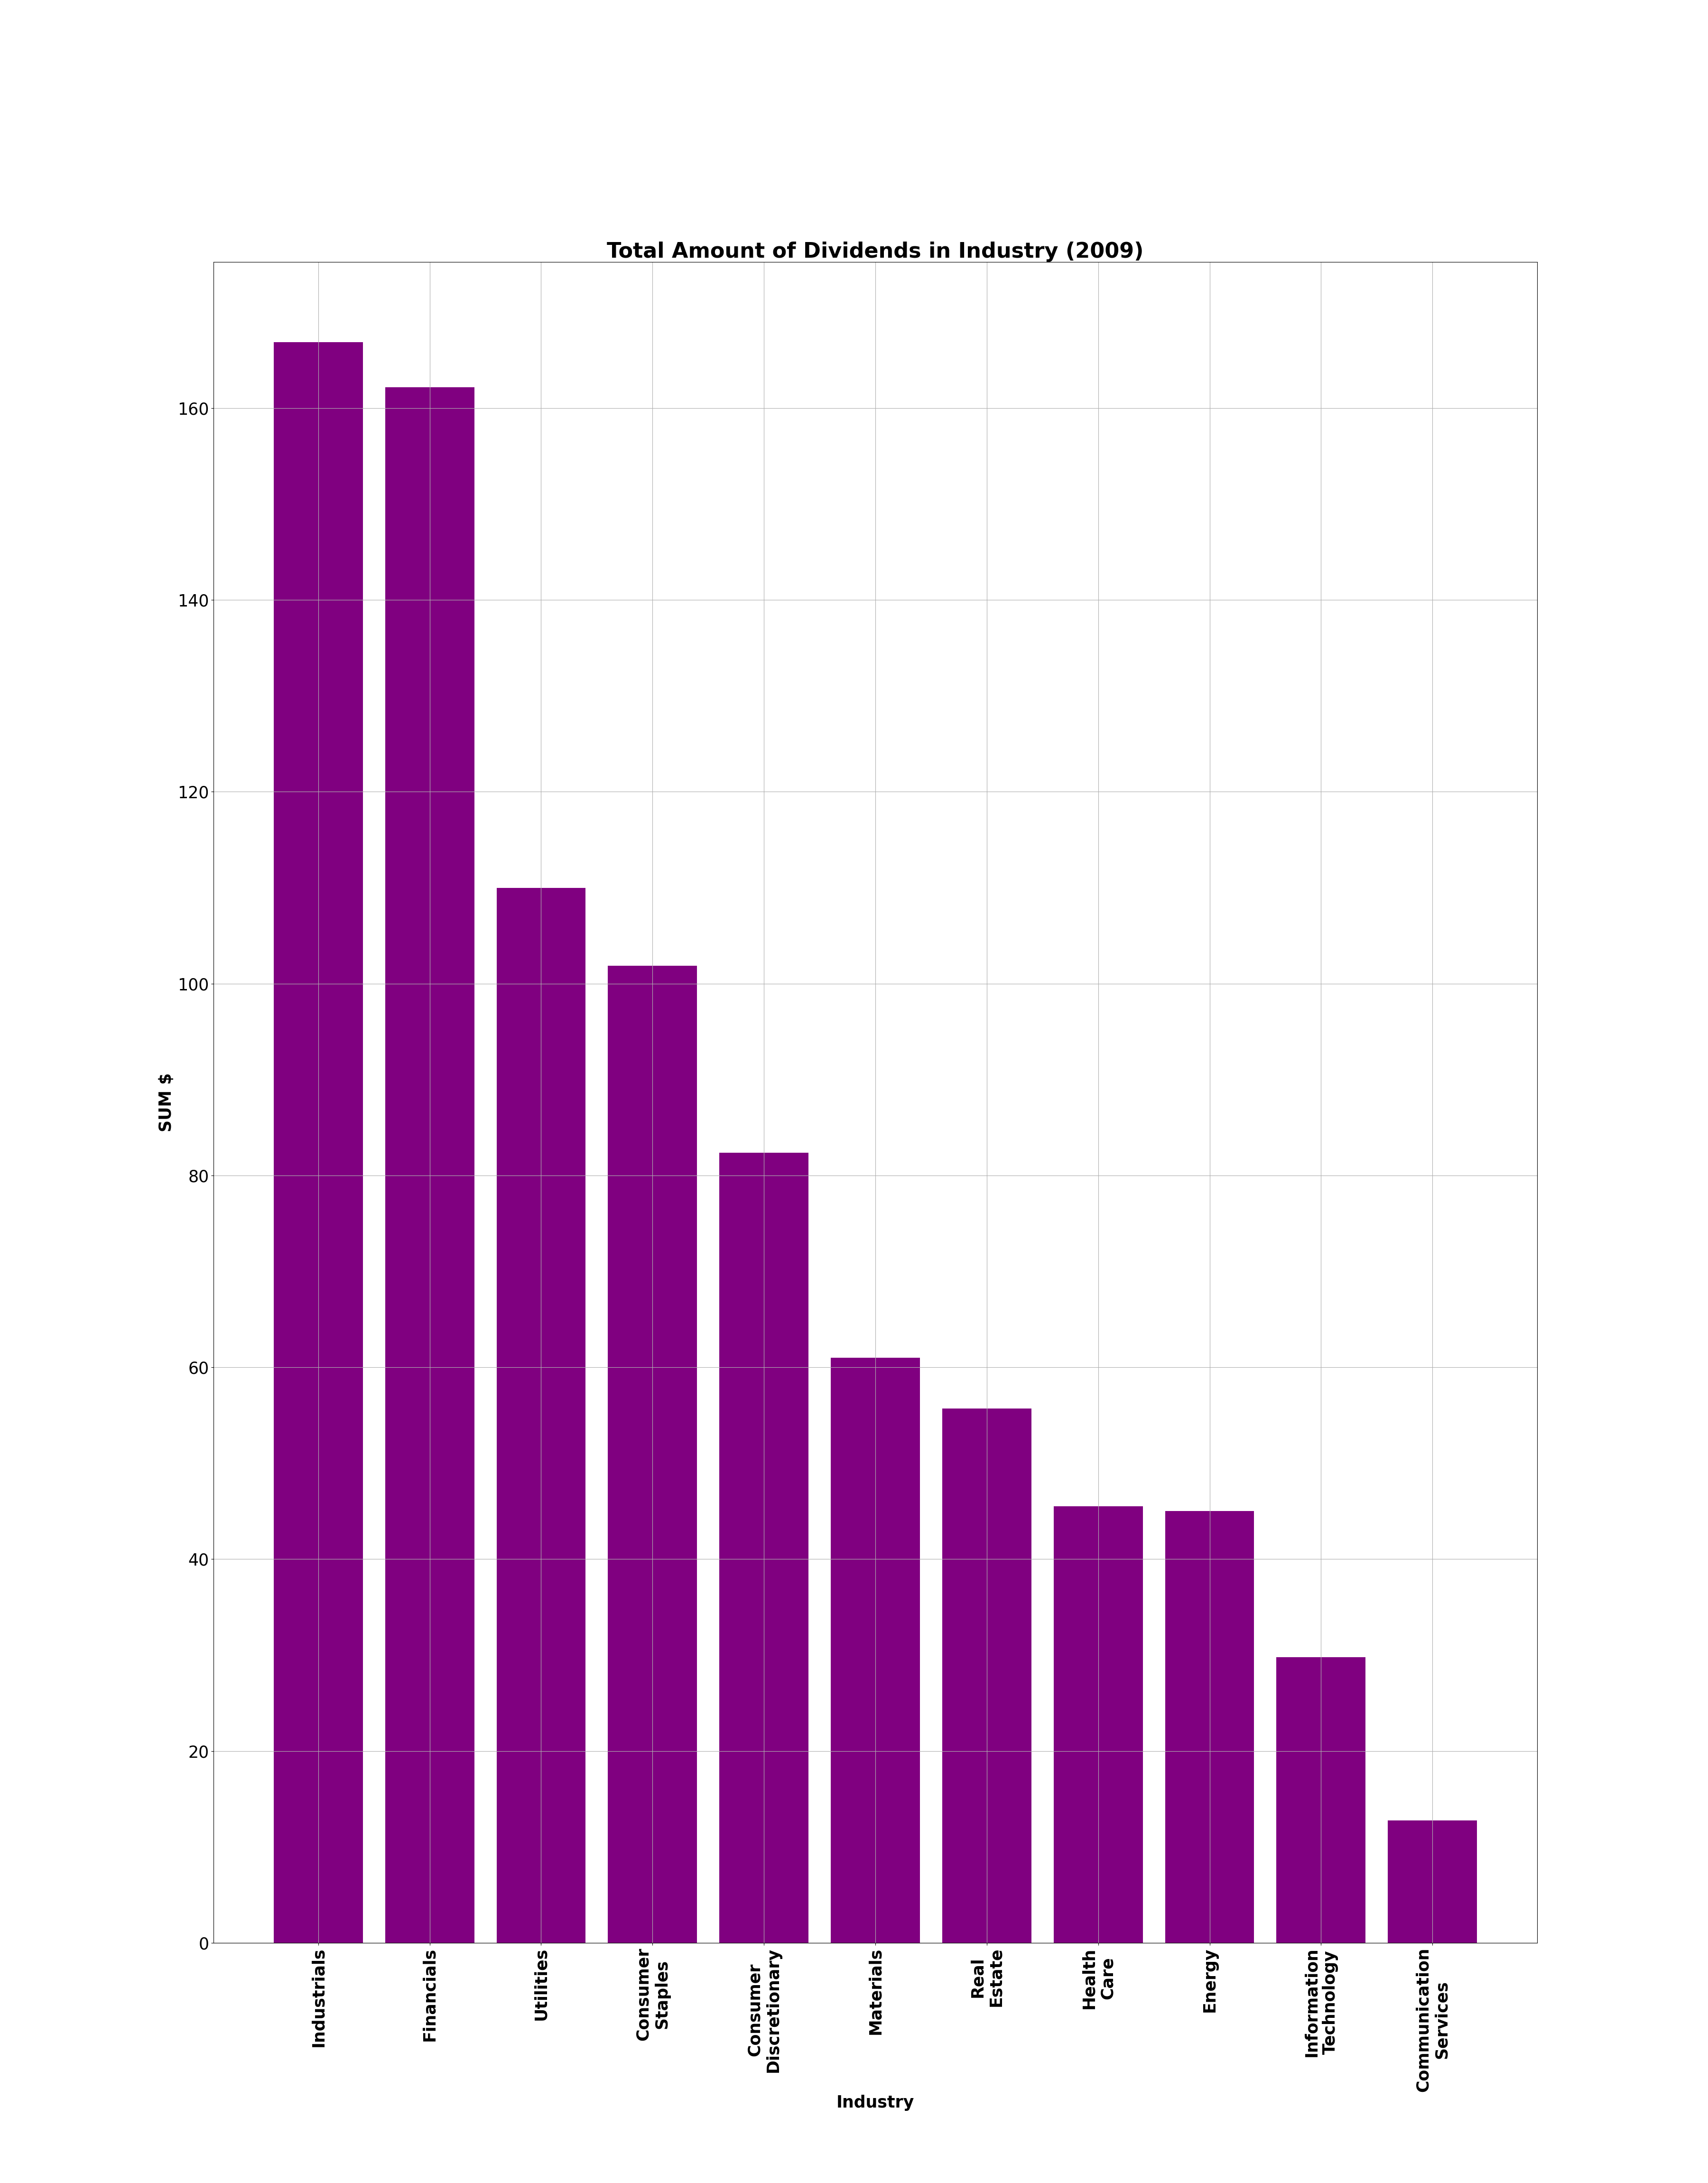 Total Amount of Dividends in Industry (2009)
160
140
120
100
80
60
40
20
0
SUM $
Industrials
Financials
Utilities
Consumer
Staples
Consumer
Discretionary
Materials
Real
Estate
Health
Care
Energy
Information
Technology
Communication
Services
Industry